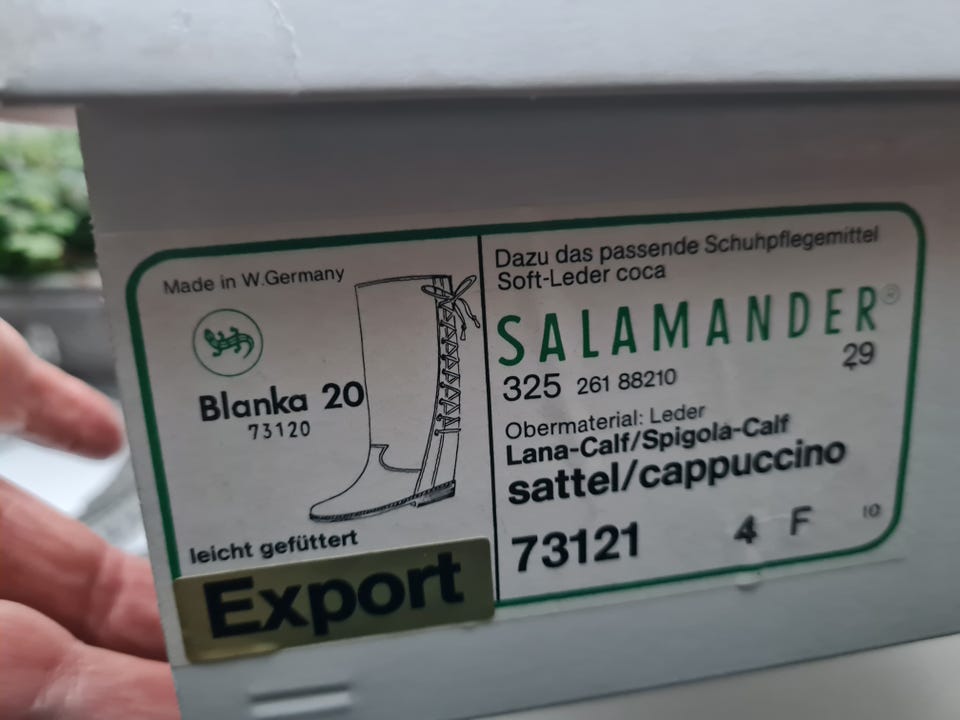 Made in W.Germany
Blanka 20
73120
leicht gefüttert
Export
Dazu das passende Schuhpflegemittel
Soft-Leder coca
SALAMANDER®
29
325 261 88210
Obermaterial: Leder
Lana-Calf/Spigola-Calf
sattel/cappuccino
73121 4 F 10